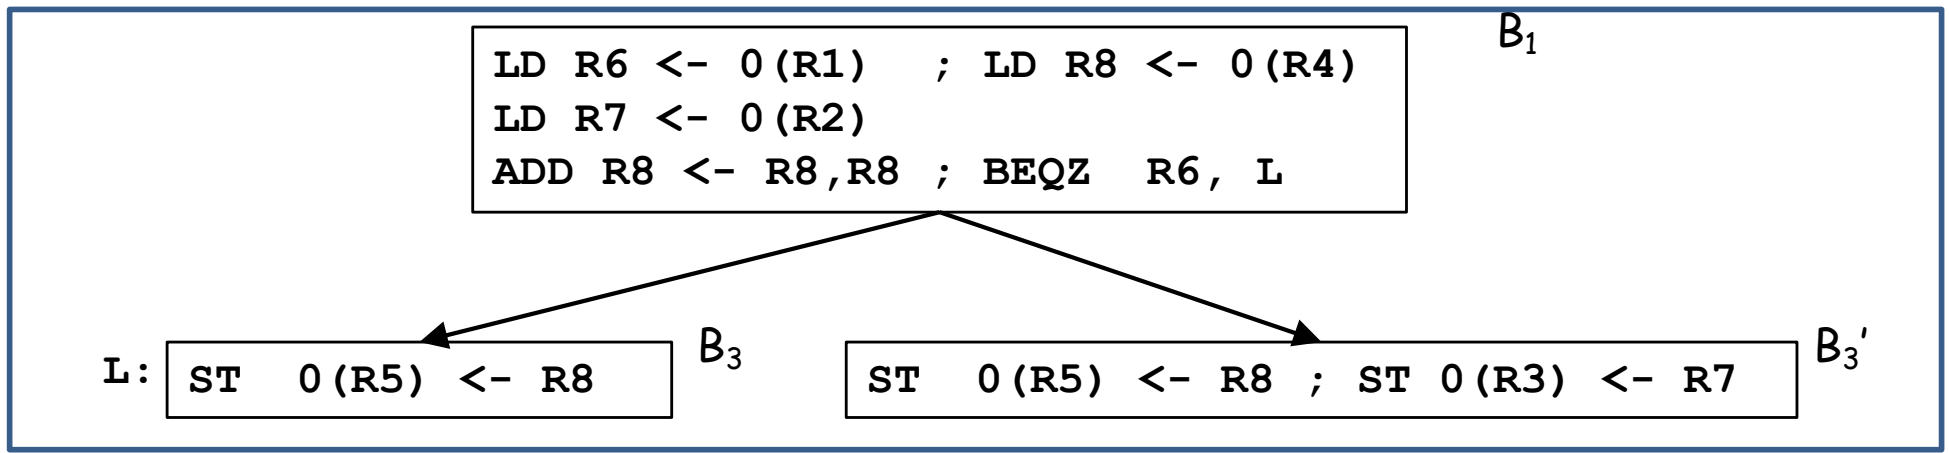 B₁
LD R6 <- 0(R1) ; LD R8 <- 0(R4)
LD R7 <- 0(R2)
ADD R8 <- R8,R8 ; BEQZ R6, L
B₃
B₃'
L: ST 0(R5) <- R8
ST 0(R5) <- R8 ; ST 0(R3) <- R7